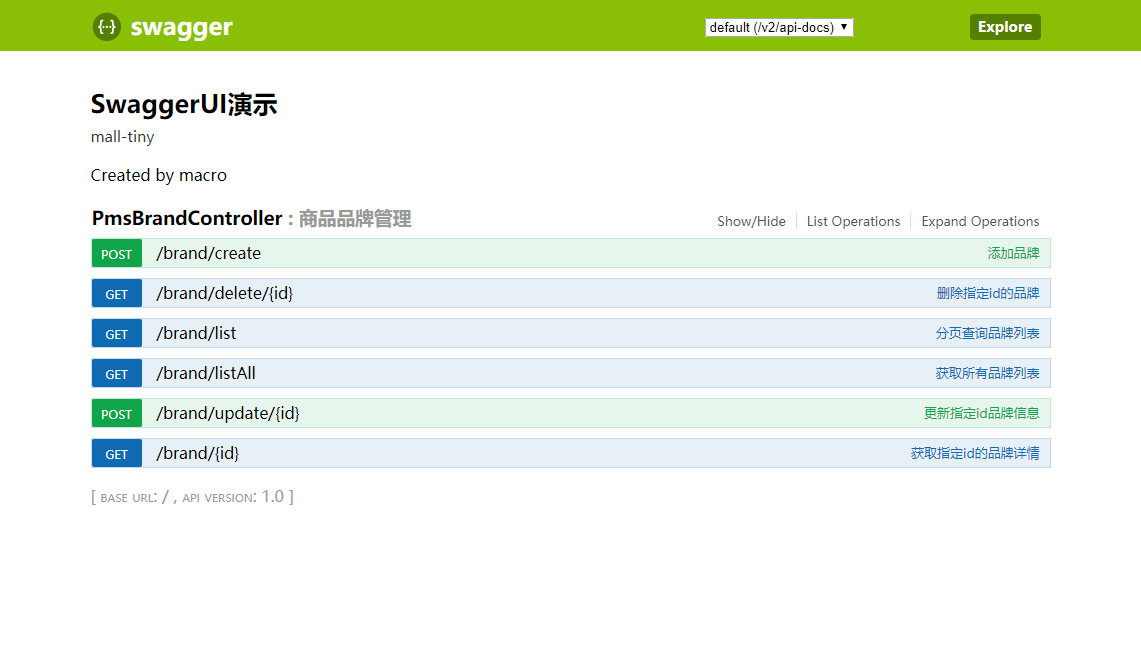 {···} swagger default (/v2/api-docs) Explore
SwaggerUI演示
mall-tiny
Created by macro
PmsBrandController : 商品品牌管理 Show/Hide List Operations Expand Operations
POST /brand/create 添加品牌
GET /brand/delete/{id} 删除指定id的品牌
GET /brand/list 分页查询品牌列表
GET /brand/listAll 获取所有品牌列表
POST /brand/update/{id} 更新指定id品牌信息
GET /brand/{id} 获取指定id的品牌详情
[ BASE URL: / , API VERSION: 1.0 ]